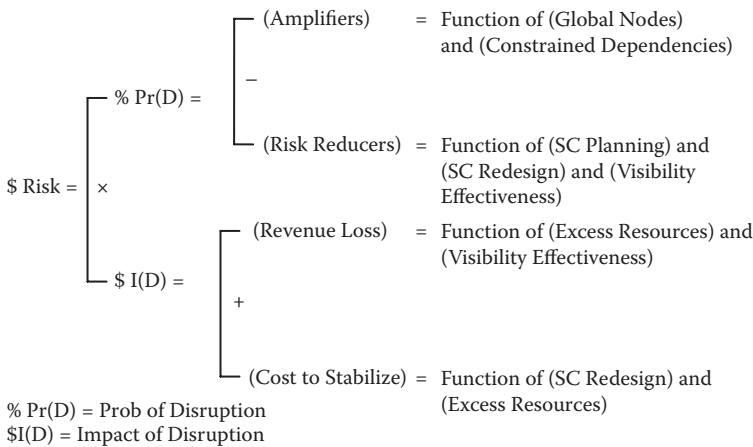 (Amplifiers) = Function of (Global Nodes)
and (Constrained Dependencies)
% Pr(D) =
–
(Risk Reducers) = Function of (SC Planning) and
(SC Redesign) and (Visibility
Effectiveness)
$ Risk =
×
(Revenue Loss) = Function of (Excess Resources) and
(Visibility Effectiveness)
$ I(D) =
+
(Cost to Stabilize) = Function of (SC Redesign) and
(Excess Resources)
% Pr(D) = Prob of Disruption
$I(D) = Impact of Disruption